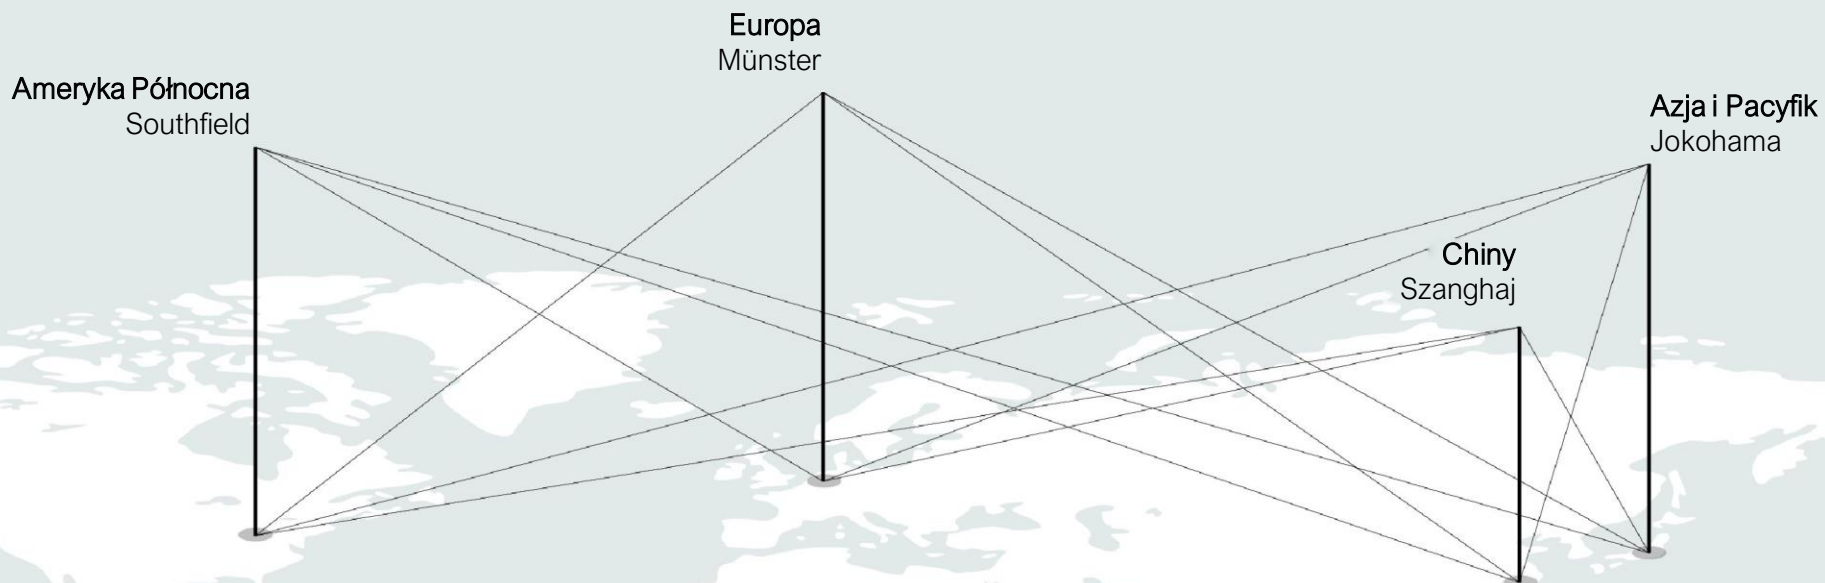 Europa
Münster
Ameryka Północna
Southfield
Azja i Pacyfik
Jokohama
Chiny
Szanghaj